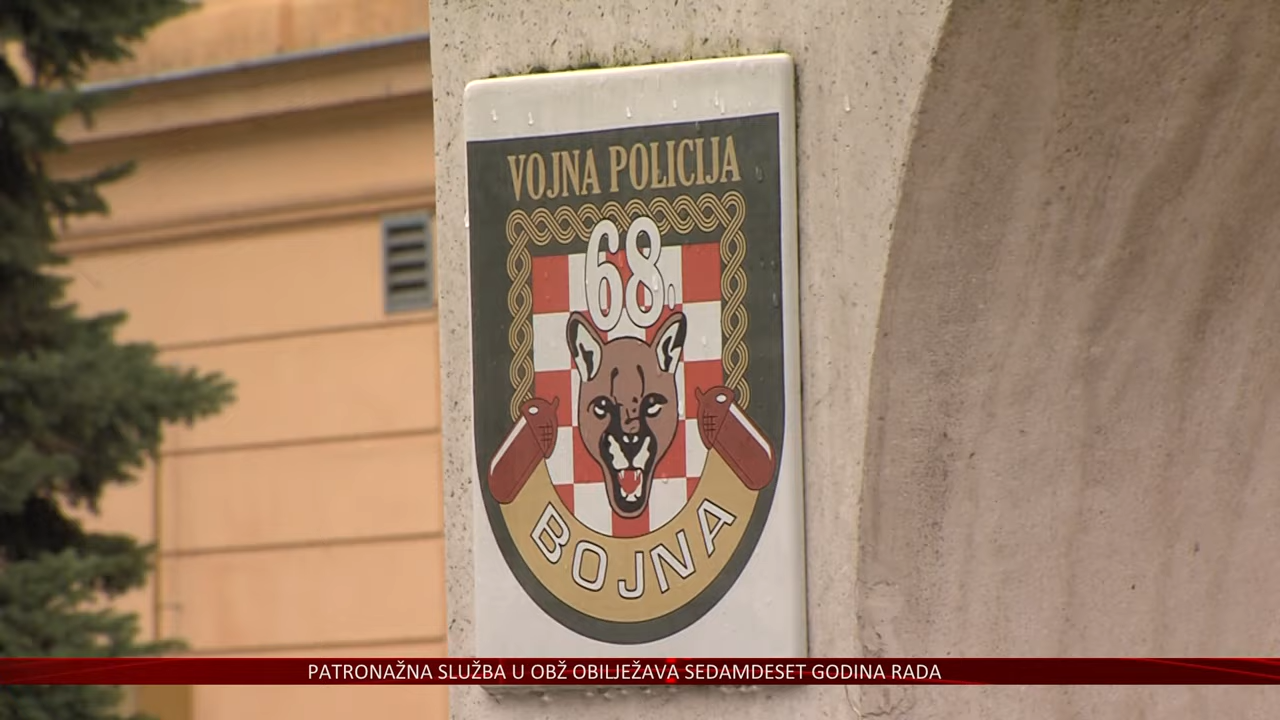 VOJNA POLICIJA
68.
BOJNA
PATRONAŽNA SLUŽBA U OBŽ OBILJEŽAVA SEDAMDESET GODINA RADA